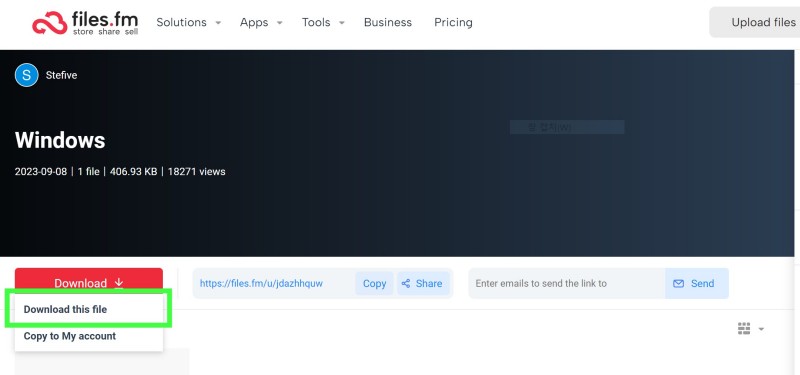 files.fm
store share sell
Solutions Apps Tools Business Pricing Upload files
S Stefive
Windows
2023-09-08 | 1 file | 406.93 KB | 18271 views
Download
https://files.fm/u/jdazhhquw Copy Share Enter emails to send the link to Send
Download this file
Copy to My account